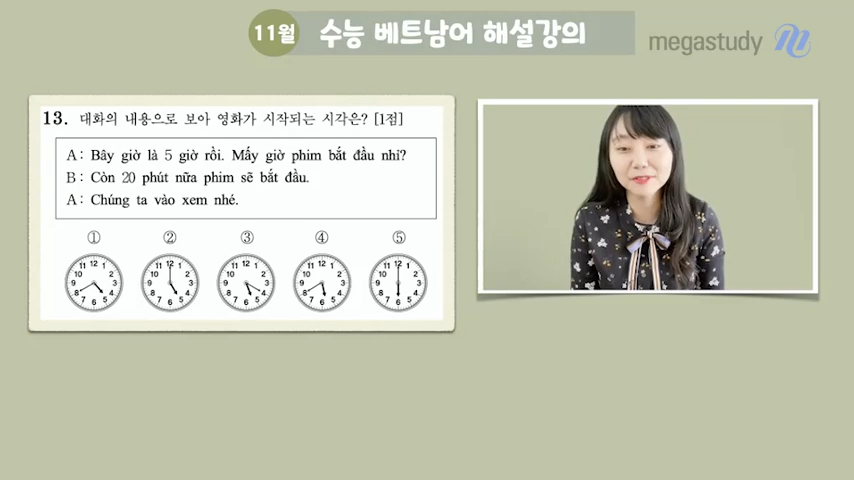 11월 수능 베트남어 해설강의
megastudy
13. 대화의 내용으로 보아 영화가 시작되는 시각은? [1점]
A: Bây giờ là 5 giờ rồi. Mấy giờ phim bắt đầu nhỉ?
B: Còn 20 phút nữa phim sẽ bắt đầu.
A: Chúng ta vào xem nhé.
① ② ③ ④ ⑤